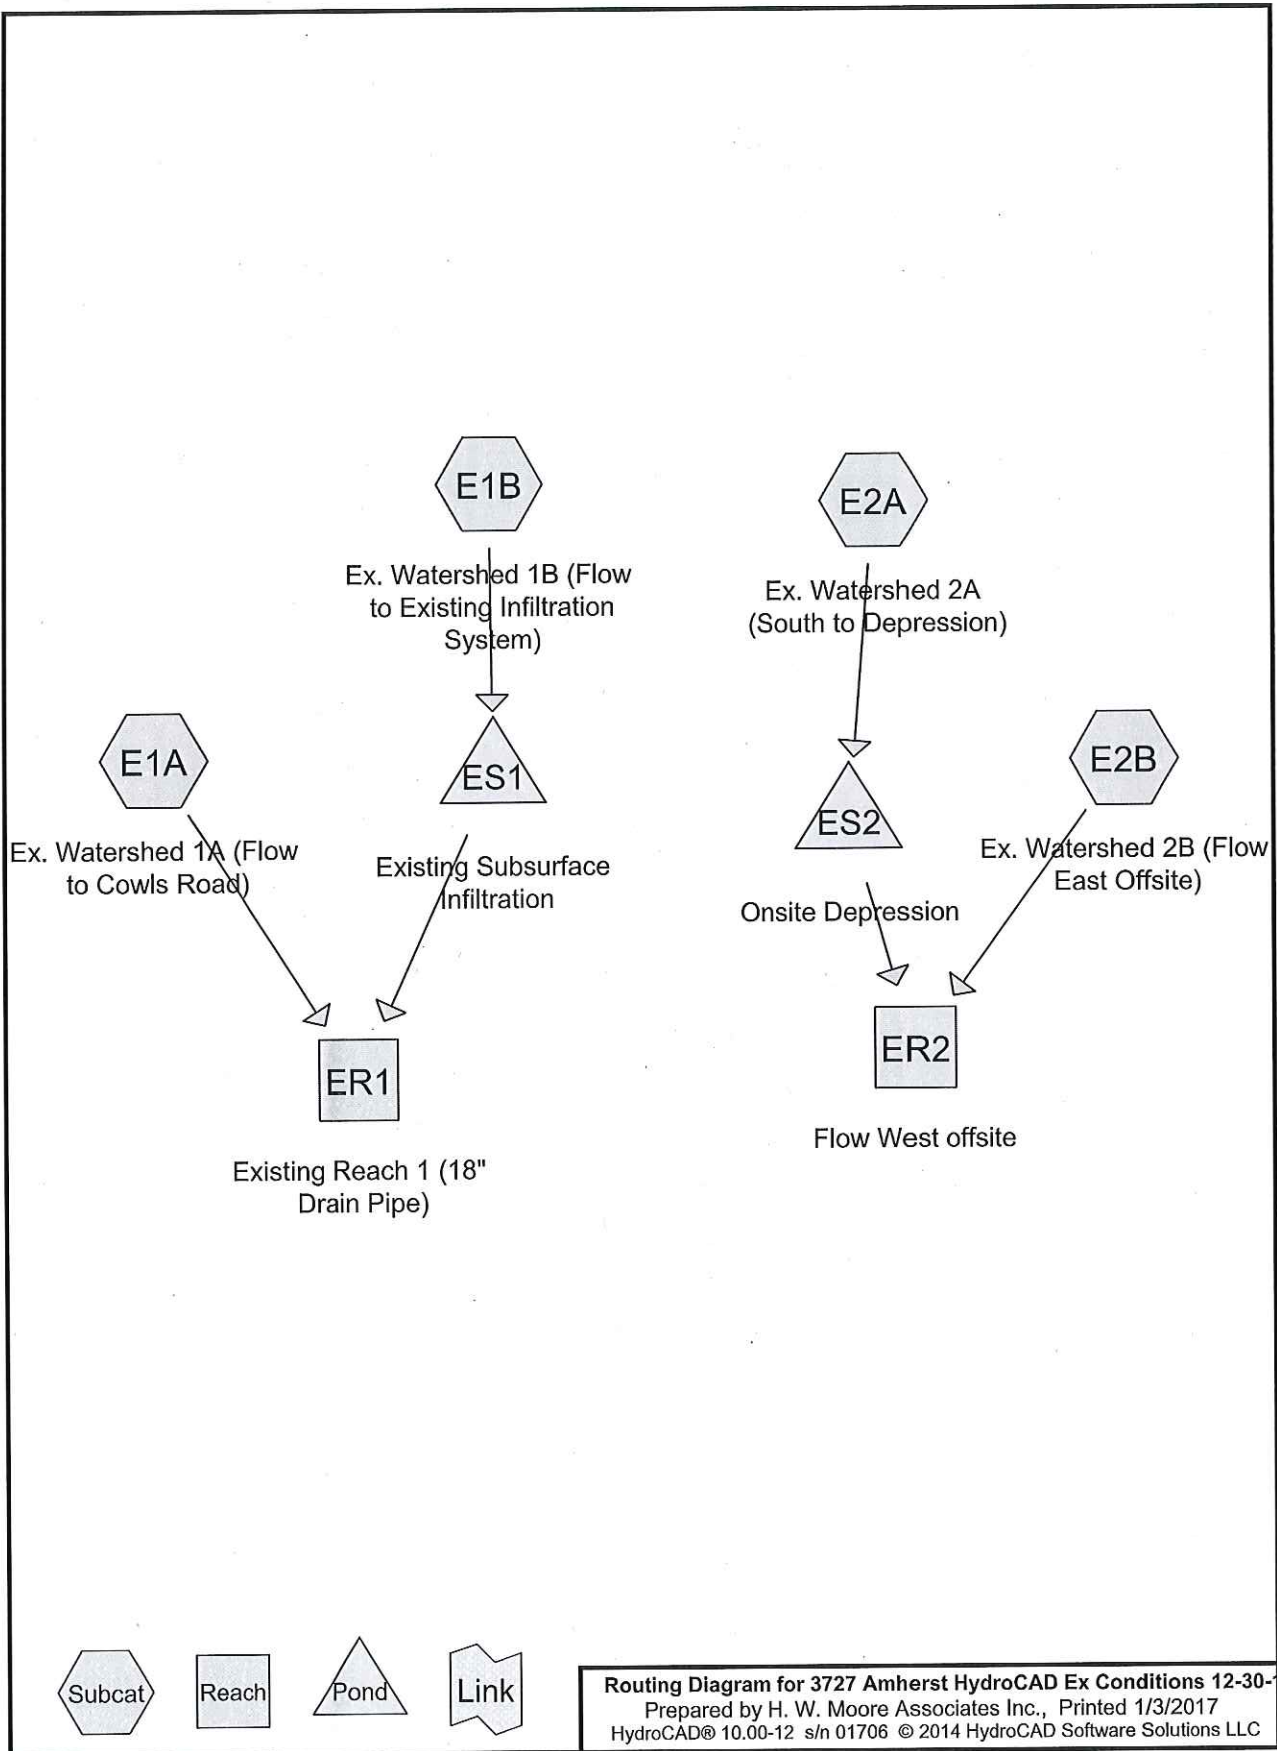 E1B
Ex. Watershed 1B (Flow
to Existing Infiltration
System)
E2A
Ex. Watershed 2A
(South to Depression)
E1A
Ex. Watershed 1A (Flow
to Cowls Road)
ES1
Existing Subsurface
Infiltration
ES2
Onsite Depression
E2B
Ex. Watershed 2B (Flow
East Offsite)
ER1
Existing Reach 1 (18"
Drain Pipe)
ER2
Flow West offsite
Subcat
Reach
Pond
Link
Routing Diagram for 3727 Amherst HydroCAD Ex Conditions 12-30-
Prepared by H. W. Moore Associates Inc., Printed 1/3/2017
HydroCAD® 10.00-12 s/n 01706 © 2014 HydroCAD Software Solutions LLC